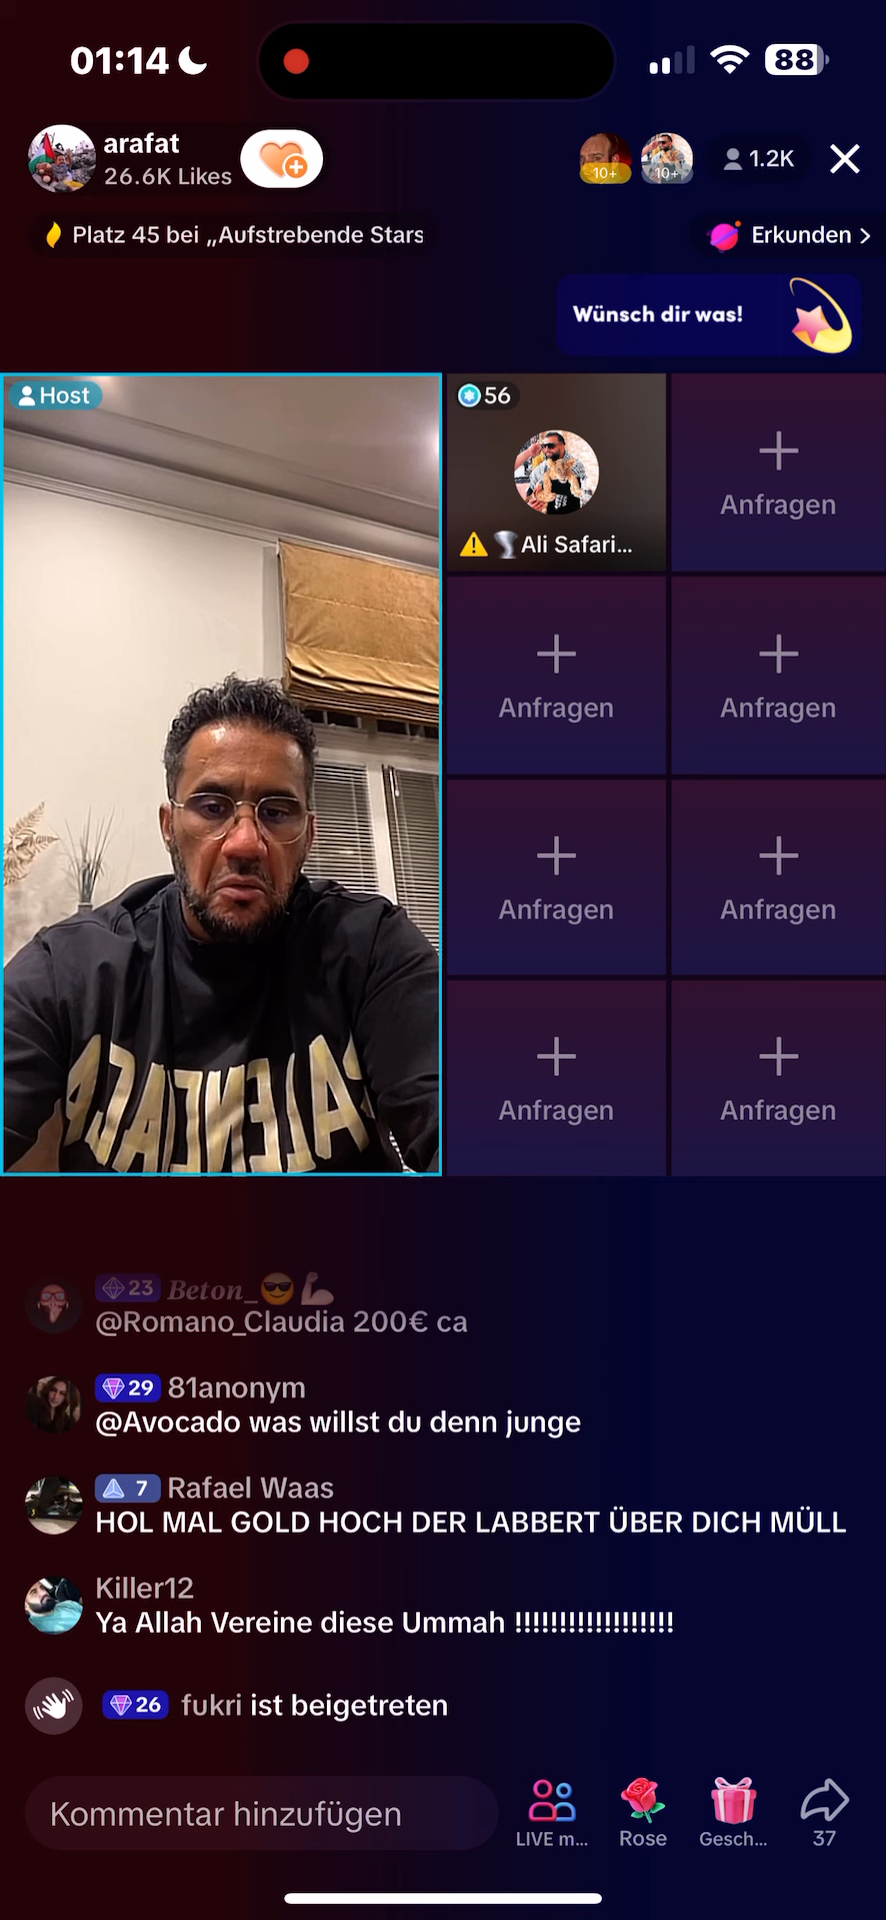 01:14
88
arafat
26.6K Likes
10+
10+
1.2K
Platz 45 bei „Aufstrebende Stars
Erkunden >
Wünsch dir was!
Host
56
Ali Safari...
Anfragen
Anfragen
Anfragen
Anfragen
Anfragen
Anfragen
Anfragen
BALENCIAGA
23 Beton_😎💪
@Romano_Claudia 200€ ca
29 81anonym
@Avocado was willst du denn junge
7 Rafael Waas
HOL MAL GOLD HOCH DER LABBERT ÜBER DICH MÜLL
Killer12
Ya Allah Vereine diese Ummah !!!!!!!!!!!!!!!!!!
26 fukri ist beigetreten
Kommentar hinzufügen
LIVE m...
Rose
Gesch...
37